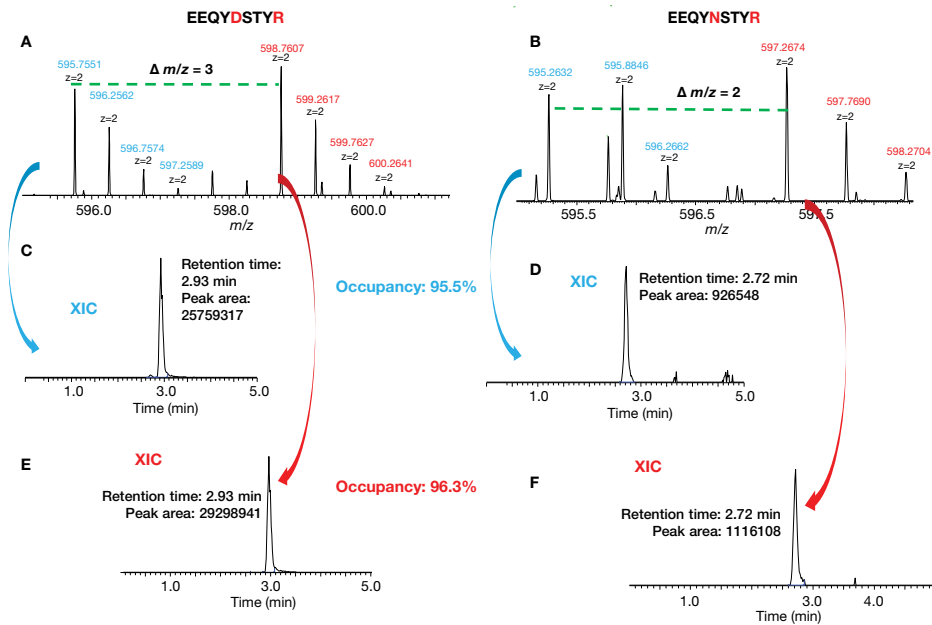 EEQYDSTYR
EEQYNSTYR
A
595.7551
z=2
596.2562
z=2
596.7574
z=2
597.2589
z=2
Δ m/z = 3
598.7607
z=2
599.2617
z=2
599.7627
z=2
600.2641
z=2
596.0
598.0
600.0
m/z
B
595.2632
z=2
595.8846
z=2
596.2662
z=2
Δ m/z = 2
597.2674
z=2
597.7690
z=2
598.2704
z=2
595.5
596.5
597.5
m/z
C
XIC
Retention time:
2.93 min
Peak area:
25759317
1.0
3.0
5.0
Time (min)
Occupancy: 95.5%
D
XIC
Retention time: 2.72 min
Peak area: 926548
1.0
3.0
5.0
Time (min)
E
XIC
Retention time: 2.93 min
Peak area: 29298941
1.0
3.0
5.0
Time (min)
Occupancy: 96.3%
F
XIC
Retention time: 2.72 min
Peak area: 1116108
1.0
3.0
4.0
Time (min)